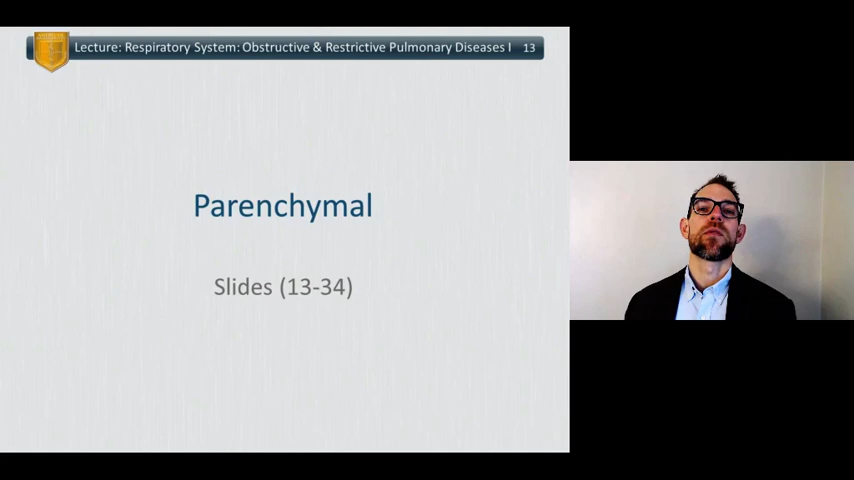 Lecture: Respiratory System: Obstructive & Restrictive Pulmonary Diseases I 13
Parenchymal
Slides (13-34)